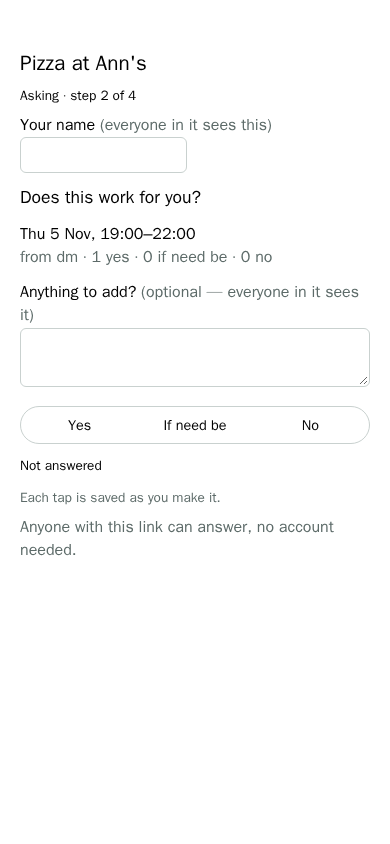 Pizza at Ann's
Asking · step 2 of 4
Your name (everyone in it sees this)
Does this work for you?
Thu 5 Nov, 19:00–22:00
from dm · 1 yes · 0 if need be · 0 no
Anything to add? (optional — everyone in it sees
it)
Yes If need be No
Not answered
Each tap is saved as you make it.
Anyone with this link can answer, no account
needed.